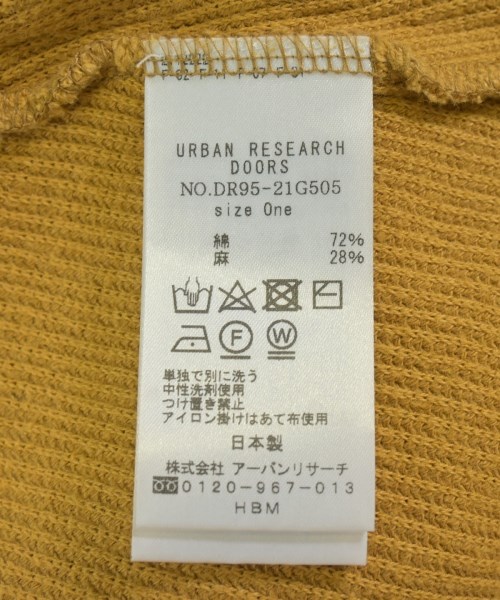 URBAN RESEARCH
DOORS
NO.DR95-21G505
size One
綿 72%
麻 28%
F
W
単独で別に洗う
中性洗剤使用
つけ置き禁止
アイロン掛けはあて布使用
日本製
株式会社 アーバンリサーチ
0120-967-013
HBM